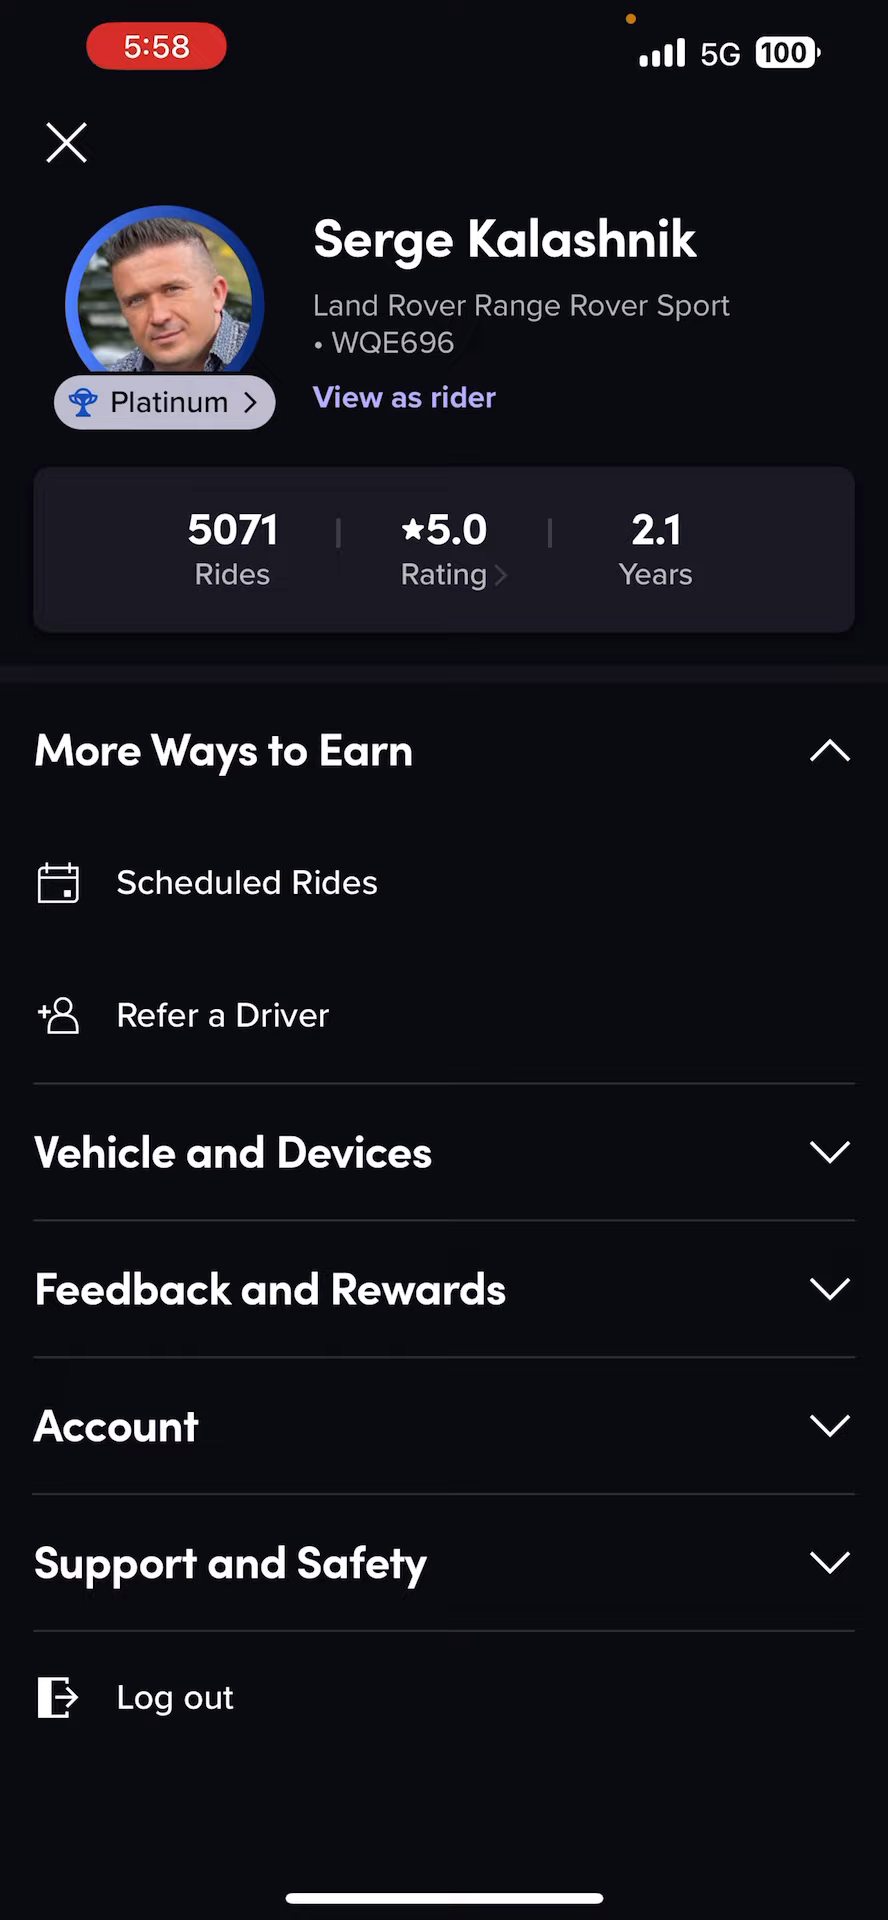 5:58
5G 100
Serge Kalashnik
Land Rover Range Rover Sport
• WQE696
View as rider
Platinum
5071 | ★5.0 | 2.1
Rides Rating Years
More Ways to Earn
Scheduled Rides
Refer a Driver
Vehicle and Devices
Feedback and Rewards
Account
Support and Safety
Log out